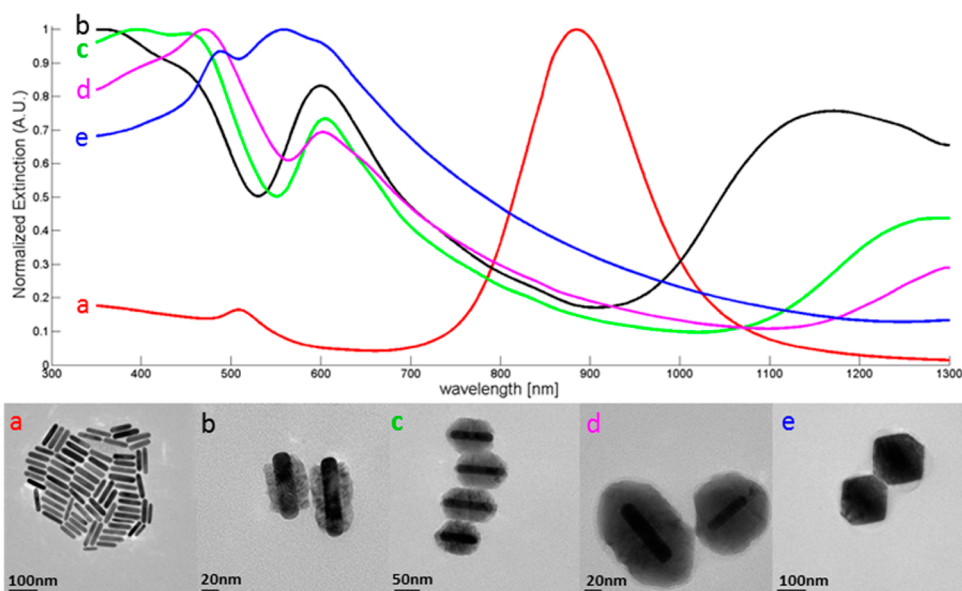 b
c
d
e
a
Normalized Extinction (A.U.)
1
0.9
0.8
0.7
0.6
0.5
0.4
0.3
0.2
0.1
0
300 400 500 600 700 800 900 1000 1100 1200 1300
wavelength [nm]
a b c d e
100nm 20nm 50nm 20nm 100nm